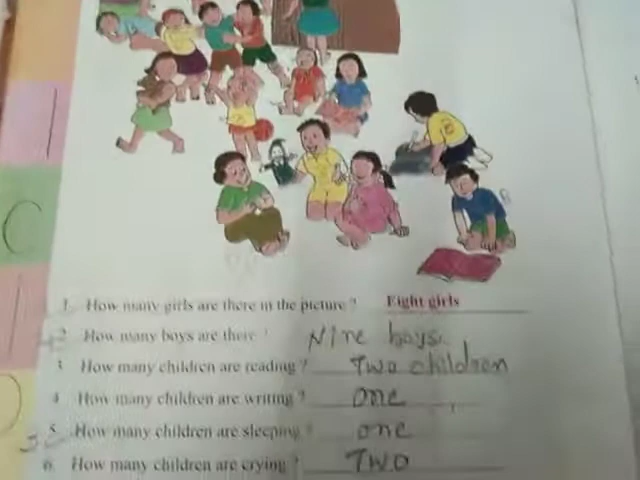 1. How many girls are there in the picture ? Eight girls
2. How many boys are there ? Nine boys.
3. How many children are reading ? Two children
4. How many children are writing ? One
5. How many children are sleeping ? One
6. How many children are crying ? Two